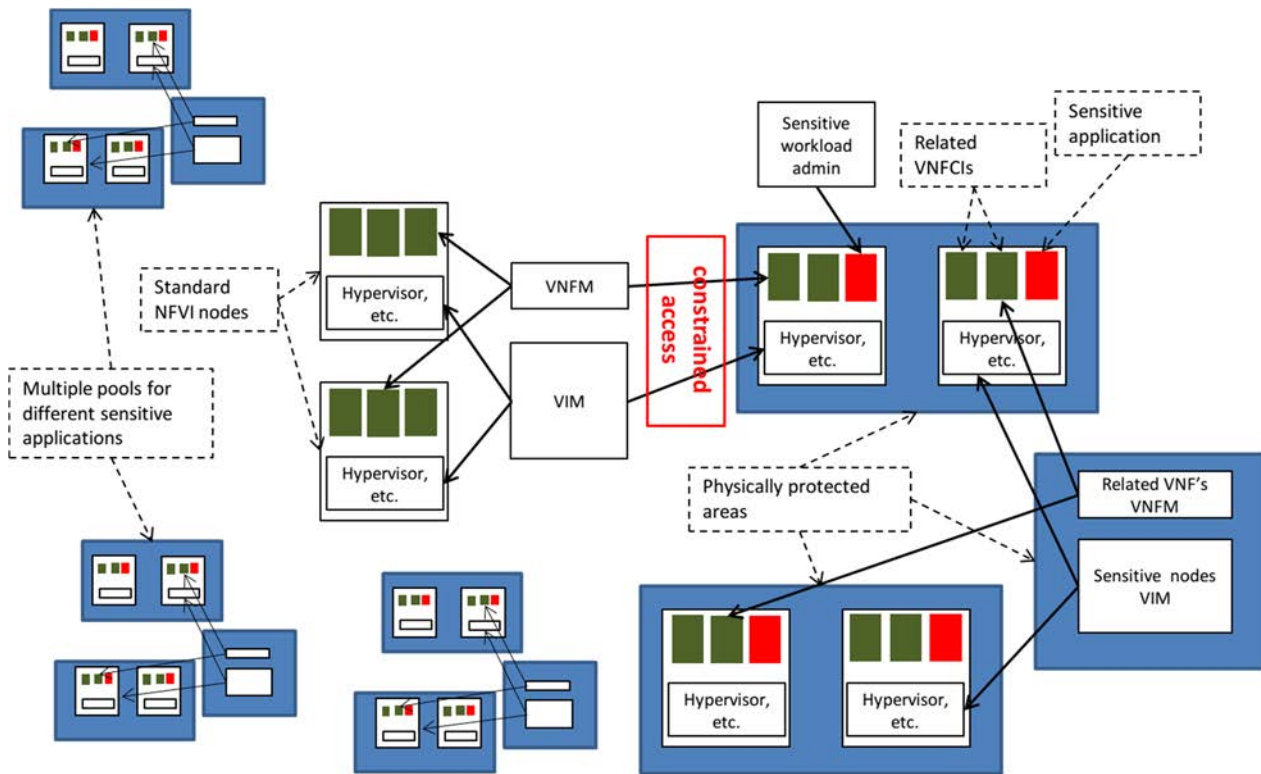 Sensitive
workload
admin
Related
VNFCIs
Sensitive
application
Standard
NFVI nodes
Hypervisor,
etc.
VNFM
constrained
access
Hypervisor,
etc.
Hypervisor,
etc.
VIM
Multiple pools for
different sensitive
applications
Hypervisor,
etc.
Physically protected
areas
Related VNF's
VNFM
Sensitive nodes
VIM
Hypervisor,
etc.
Hypervisor,
etc.